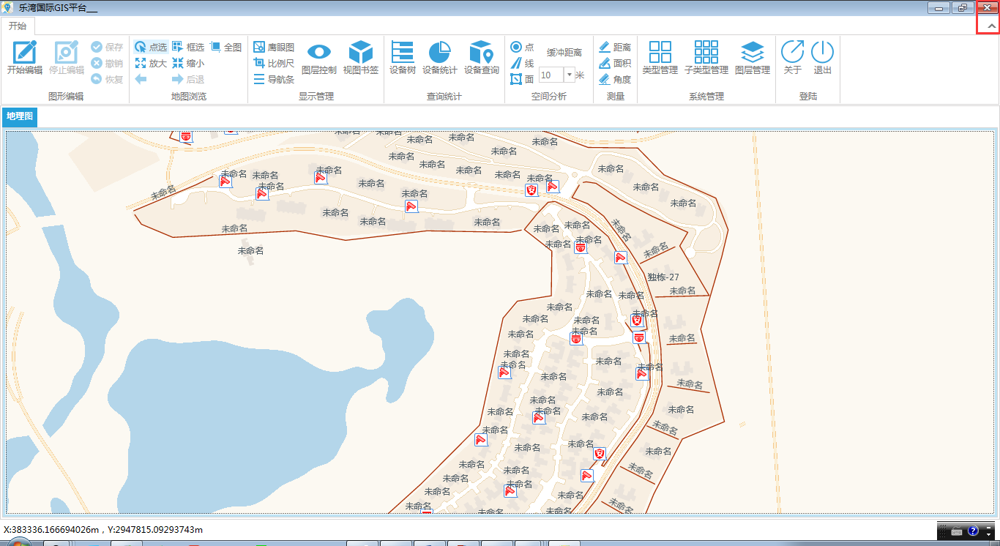 乐湾国际GIS平台___
开始
开始编辑 停止编辑 保存 撤销 恢复
图形编辑
点选 框选 全图
放大 缩小
后退
地图浏览
鹰眼图
比例尺
导航条
图层控制 视图书签
显示管理
设备树 设备统计 设备查询
查询统计
点
线
面
缓冲距离
10 米
空间分析
距离
面积
角度
测量
类型管理 子类型管理 图层管理
系统管理
关于 退出
登陆
地理图
未命名 未命名
未命名 未命名 未命名
未命名 未命名
未命名 未命名
未命名 未命名 未命名
未命名 未命名 未命名
未命名 未命名 未命名
未命名 未命名
未命名 未命名
未命名
未命名 未命名 未命名
未命名 未命名 未命名
未命名 未命名
未命名 未命名
未命名
独栋-27
未命名 未命名 未命名
未命名
未命名 未命名 未命名
未命名 未命名 未命名
未命名 未命名
未命名 未命名
未命名 未命名
未命名 未命名
未命名 未命名
未命名 未命名
未命名 未命名
未命名 未命名
未命名 未命名
未命名 未命名
未命名 未命名
未命名 未命名
未命名 未命名
未命名 未命名 未命名
X:383336.166694026m，Y:2947815.09293743m